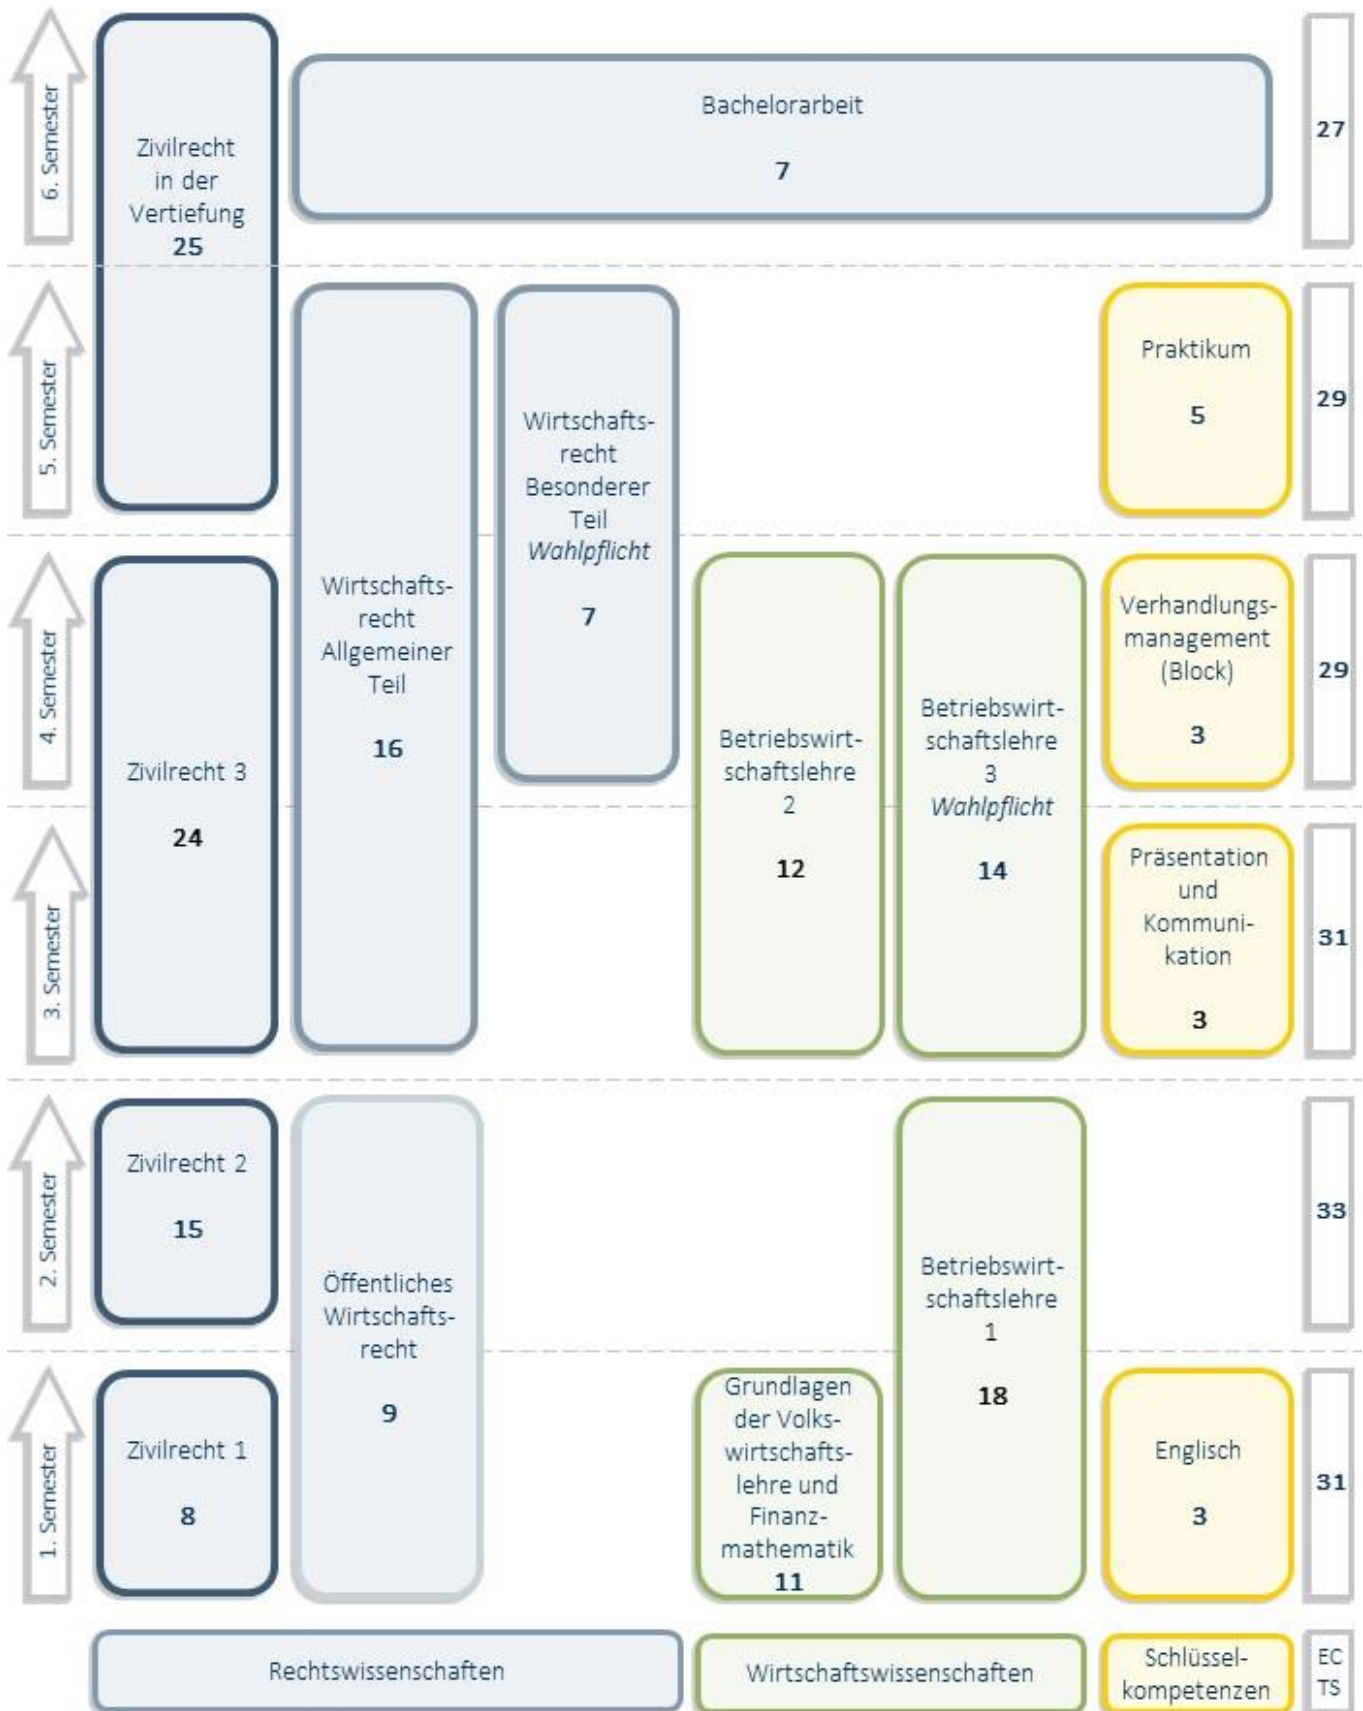 6. Semester
Zivilrecht
in der
Vertiefung
25
Bachelorarbeit
7
27
5. Semester
Wirtschafts-
recht
Besonderer
Teil
Wahlpflicht
7
Praktikum
5
29
4. Semester
Zivilrecht 3
24
Wirtschafts-
recht
Allgemeiner
Teil
16
Betriebswirt-
schaftslehre
2
12
Betriebswirt-
schaftslehre
3
Wahlpflicht
14
Verhandlungs-
management
(Block)
3
29
3. Semester
Präsentation
und
Kommuni-
kation
3
31
2. Semester
Zivilrecht 2
15
Öffentliches
Wirtschafts-
recht
9
Betriebswirt-
schaftslehre
1
18
33
1. Semester
Zivilrecht 1
8
Grundlagen
der Volks-
wirtschafts-
lehre und
Finanz-
mathematik
11
Englisch
3
31
Rechtswissenschaften
Wirtschaftswissenschaften
Schlüssel-
kompetenzen
EC
TS